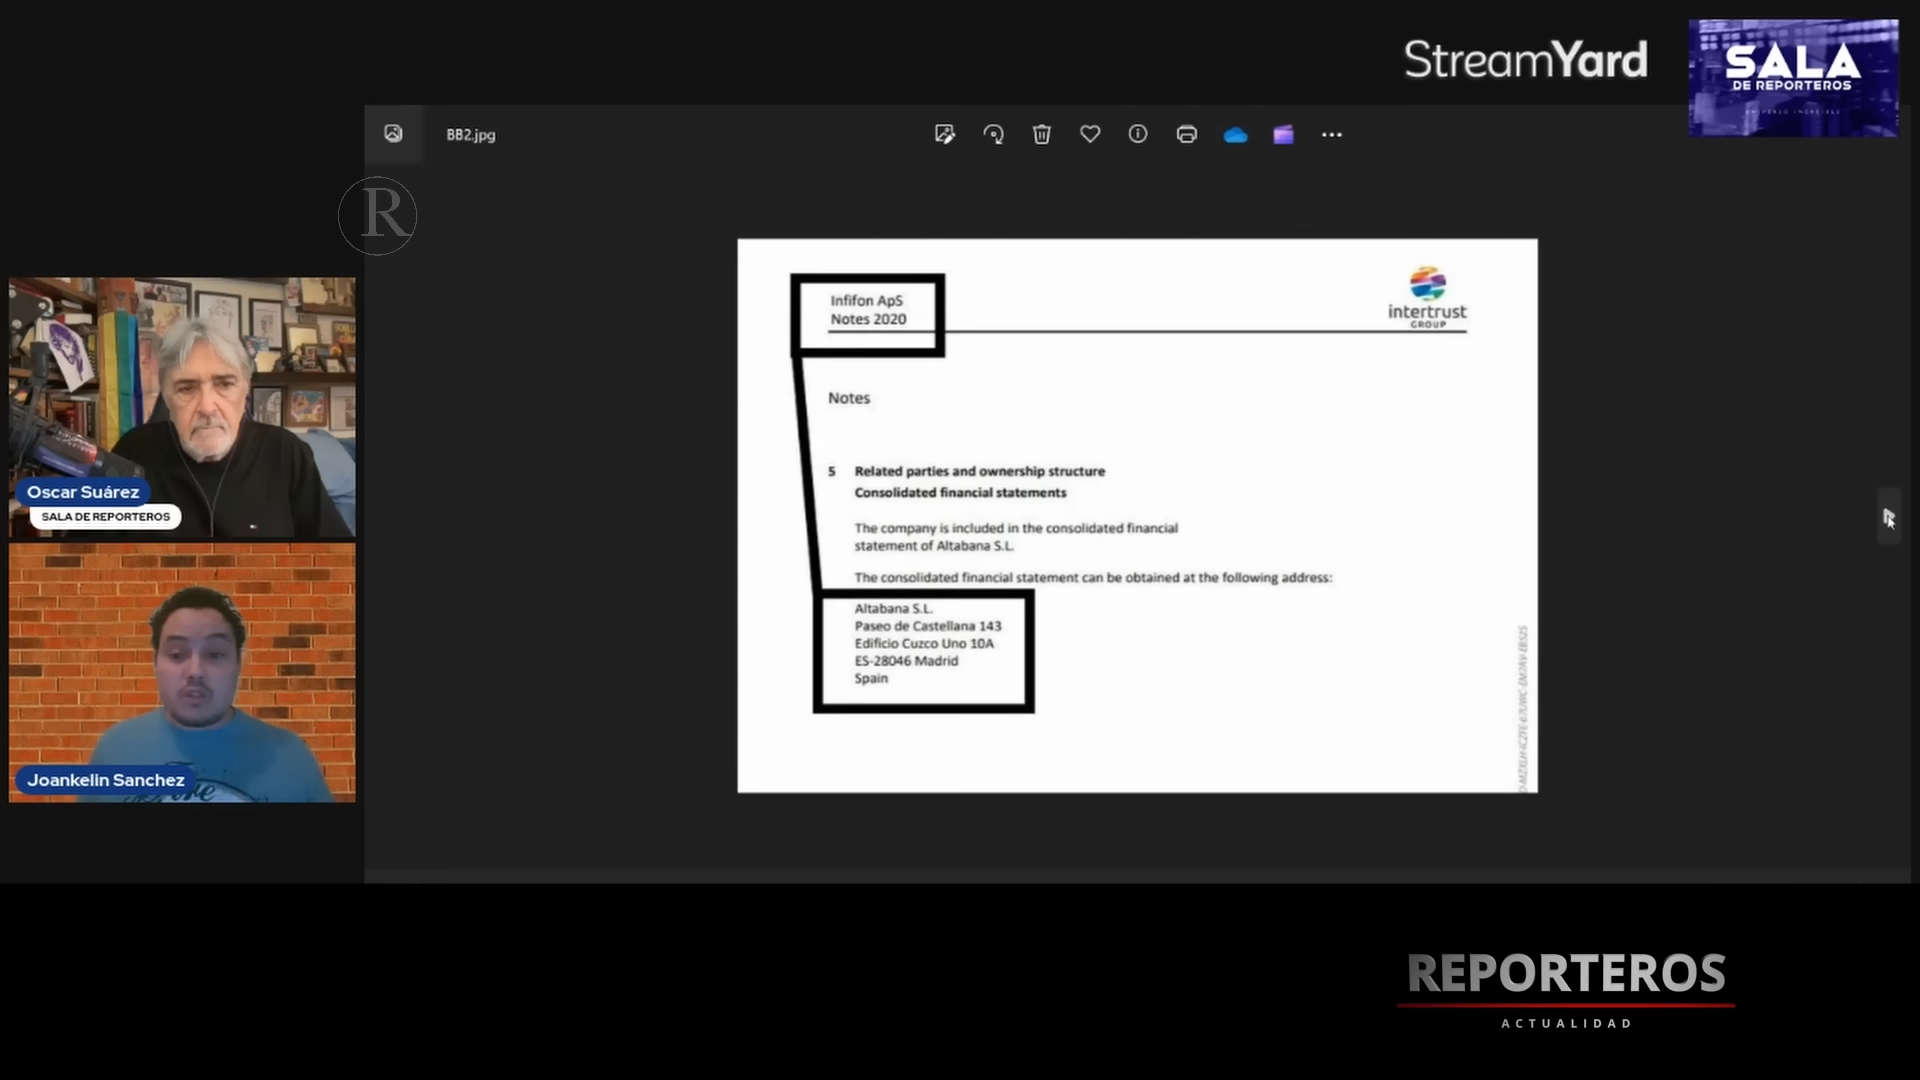 StreamYard
SALA
DE REPORTEROS
BB2.jpg
R
Infifon ApS
Notes 2020
intertrust
GROUP
Notes
5 Related parties and ownership structure
Consolidated financial statements
The company is included in the consolidated financial
statement of Altabana S.L.
The consolidated financial statement can be obtained at the following address:
Altabana S.L.
Paseo de Castellana 143
Edificio Cuzco Uno 10A
ES-28046 Madrid
Spain
Oscar Suárez
SALA DE REPORTEROS
Joankelin Sanchez
REPORTEROS
ACTUALIDAD